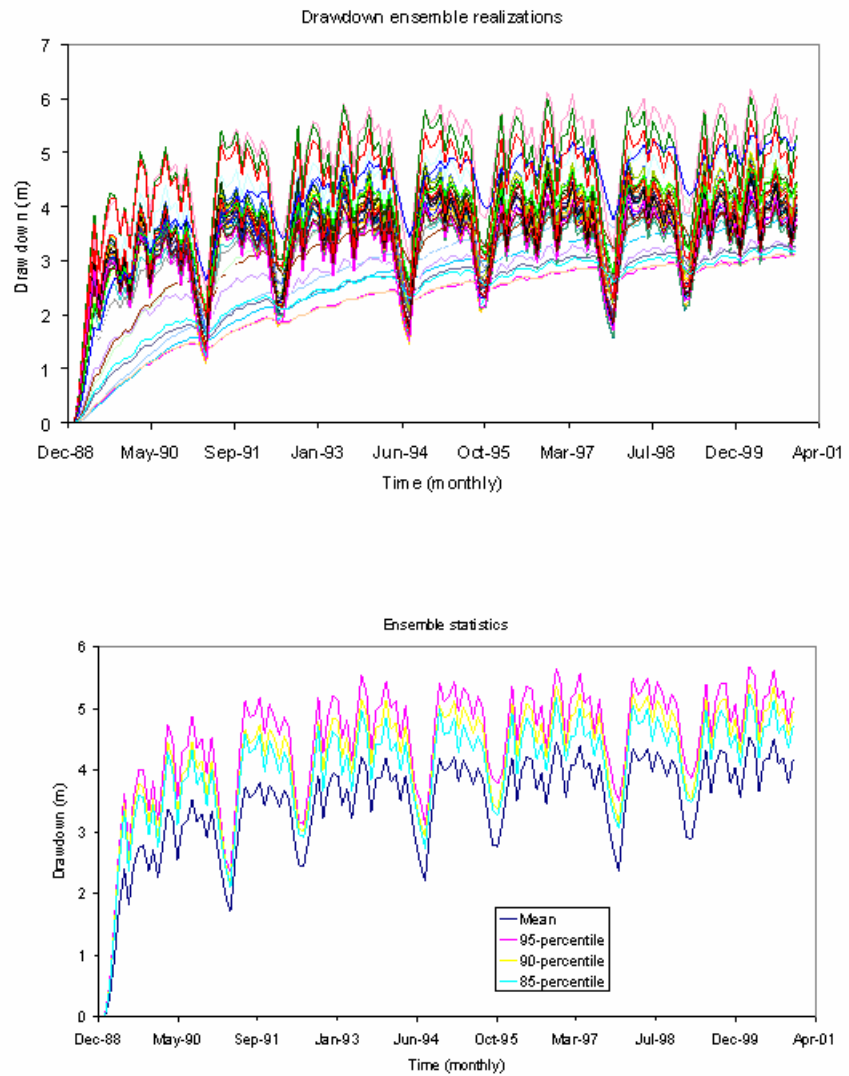 Drawdown ensemble realizations
7
6
5
4
3
2
1
0
Drawdown (m)
Dec-88 May-90 Sep-91 Jan-93 Jun-94 Oct-95 Mar-97 Jul-98 Dec-99 Apr-01
Time (monthly)
Ensemble statistics
6
5
4
3
2
1
0
Drawdown (m)
Mean
95-percentile
90-percentile
85-percentile
Dec-88 May-90 Sep-91 Jan-93 Jun-94 Oct-95 Mar-97 Jul-98 Dec-99 Apr-01
Time (monthly)